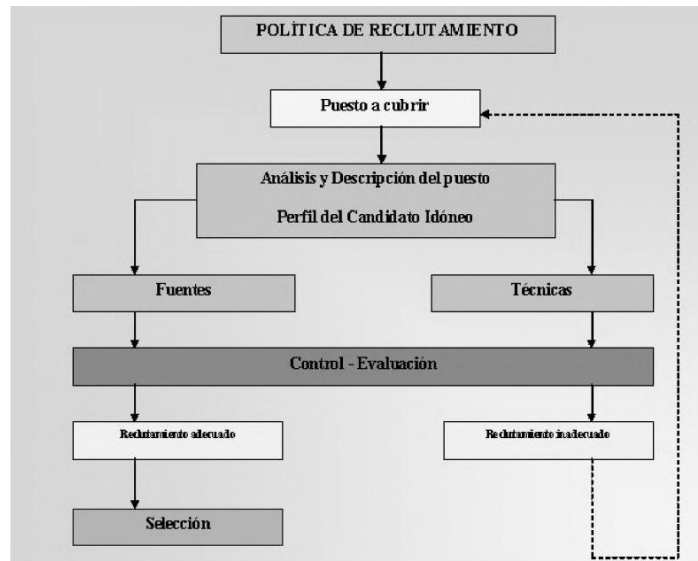 POLÍTICA DE RECLUTAMIENTO
Puesto a cubrir
Análisis y Descripción del puesto
Perfil del Candidato Idóneo
Fuentes
Técnicas
Control - Evaluación
Reclutamiento adecuado
Reclutamiento inadecuado
Selección